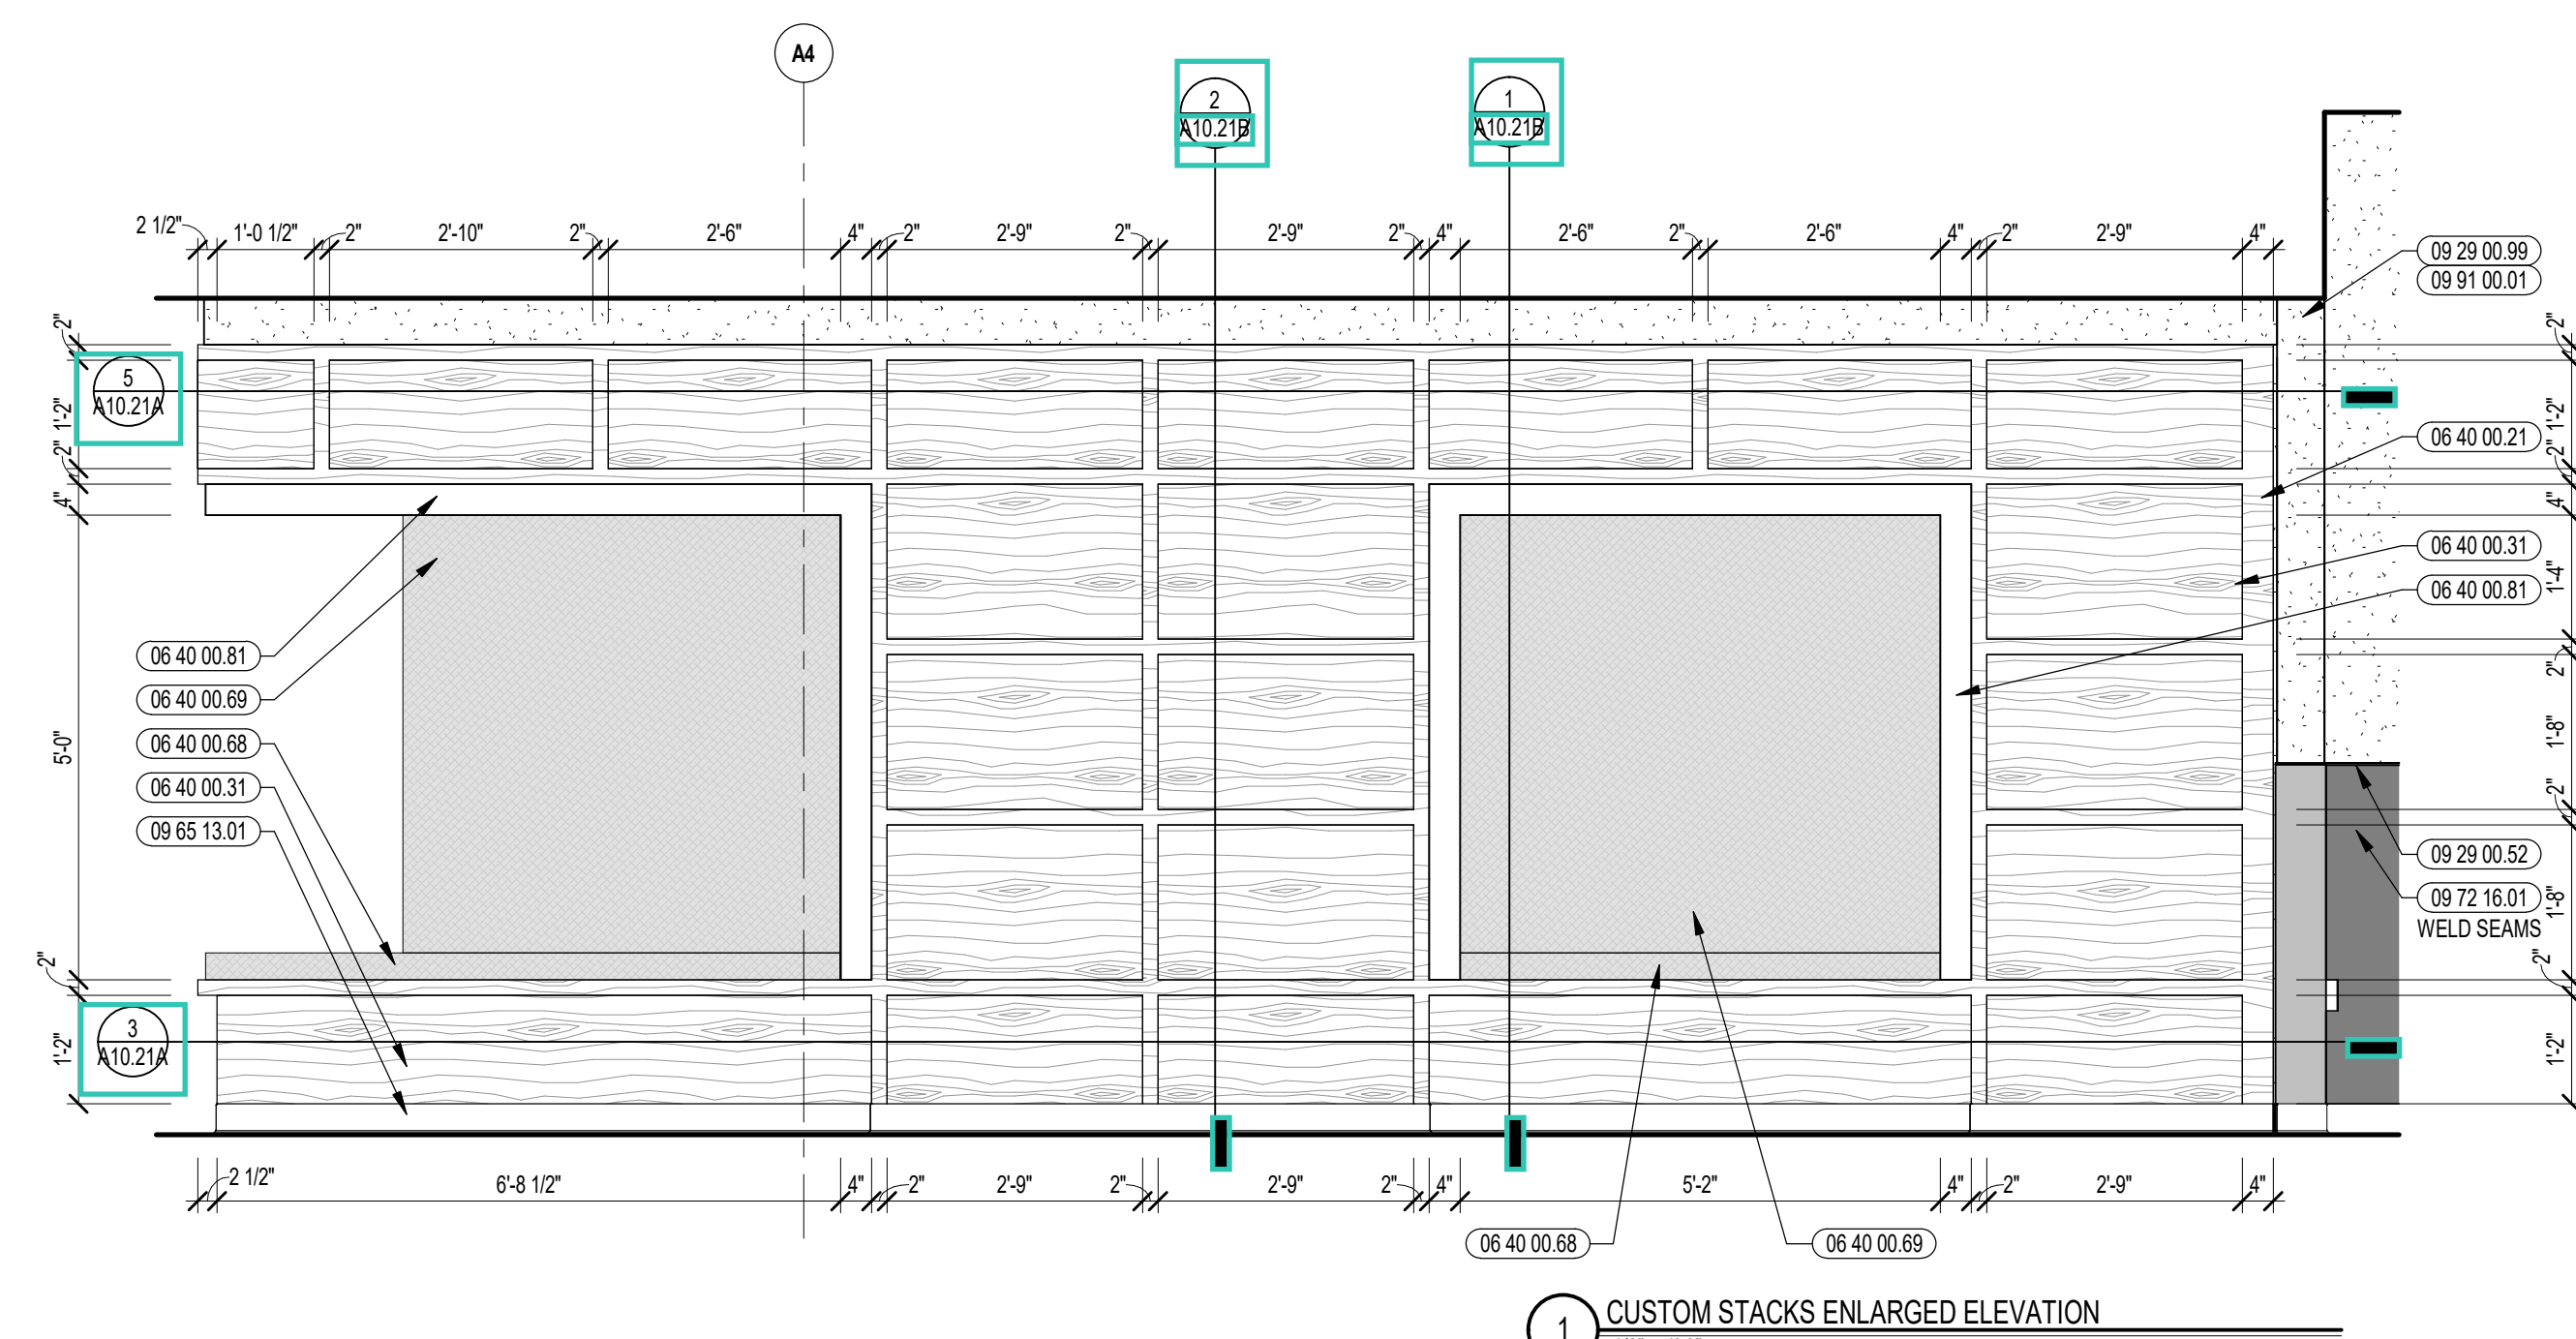 A4
2
A10.21B
1
A10.21B
2 1/2" 1'-0 1/2" 2" 2'-10" 2" 2'-6" 4" 2" 2'-9" 2" 2'-9" 2" 4" 2'-6" 2" 2'-6" 4" 2" 2'-9" 4"
09 29 00.99
09 91 00.01
2"
5
A10.21A
1'-2"
2"
4"
5'-0"
2"
3
A10.21A
1'-2"
06 40 00.81
06 40 00.69
06 40 00.68
06 40 00.31
09 65 13.01
2"
1'-2"
2"
4"
1'-4"
2"
1'-8"
2"
1'-8"
2"
1'-2"
06 40 00.21
06 40 00.31
06 40 00.81
09 29 00.52
09 72 16.01
WELD SEAMS
2 1/2" 6'-8 1/2" 4" 2" 2'-9" 2" 2'-9" 2" 4" 5'-2" 4" 2" 2'-9" 4"
06 40 00.68
06 40 00.69
1
CUSTOM STACKS ENLARGED ELEVATION